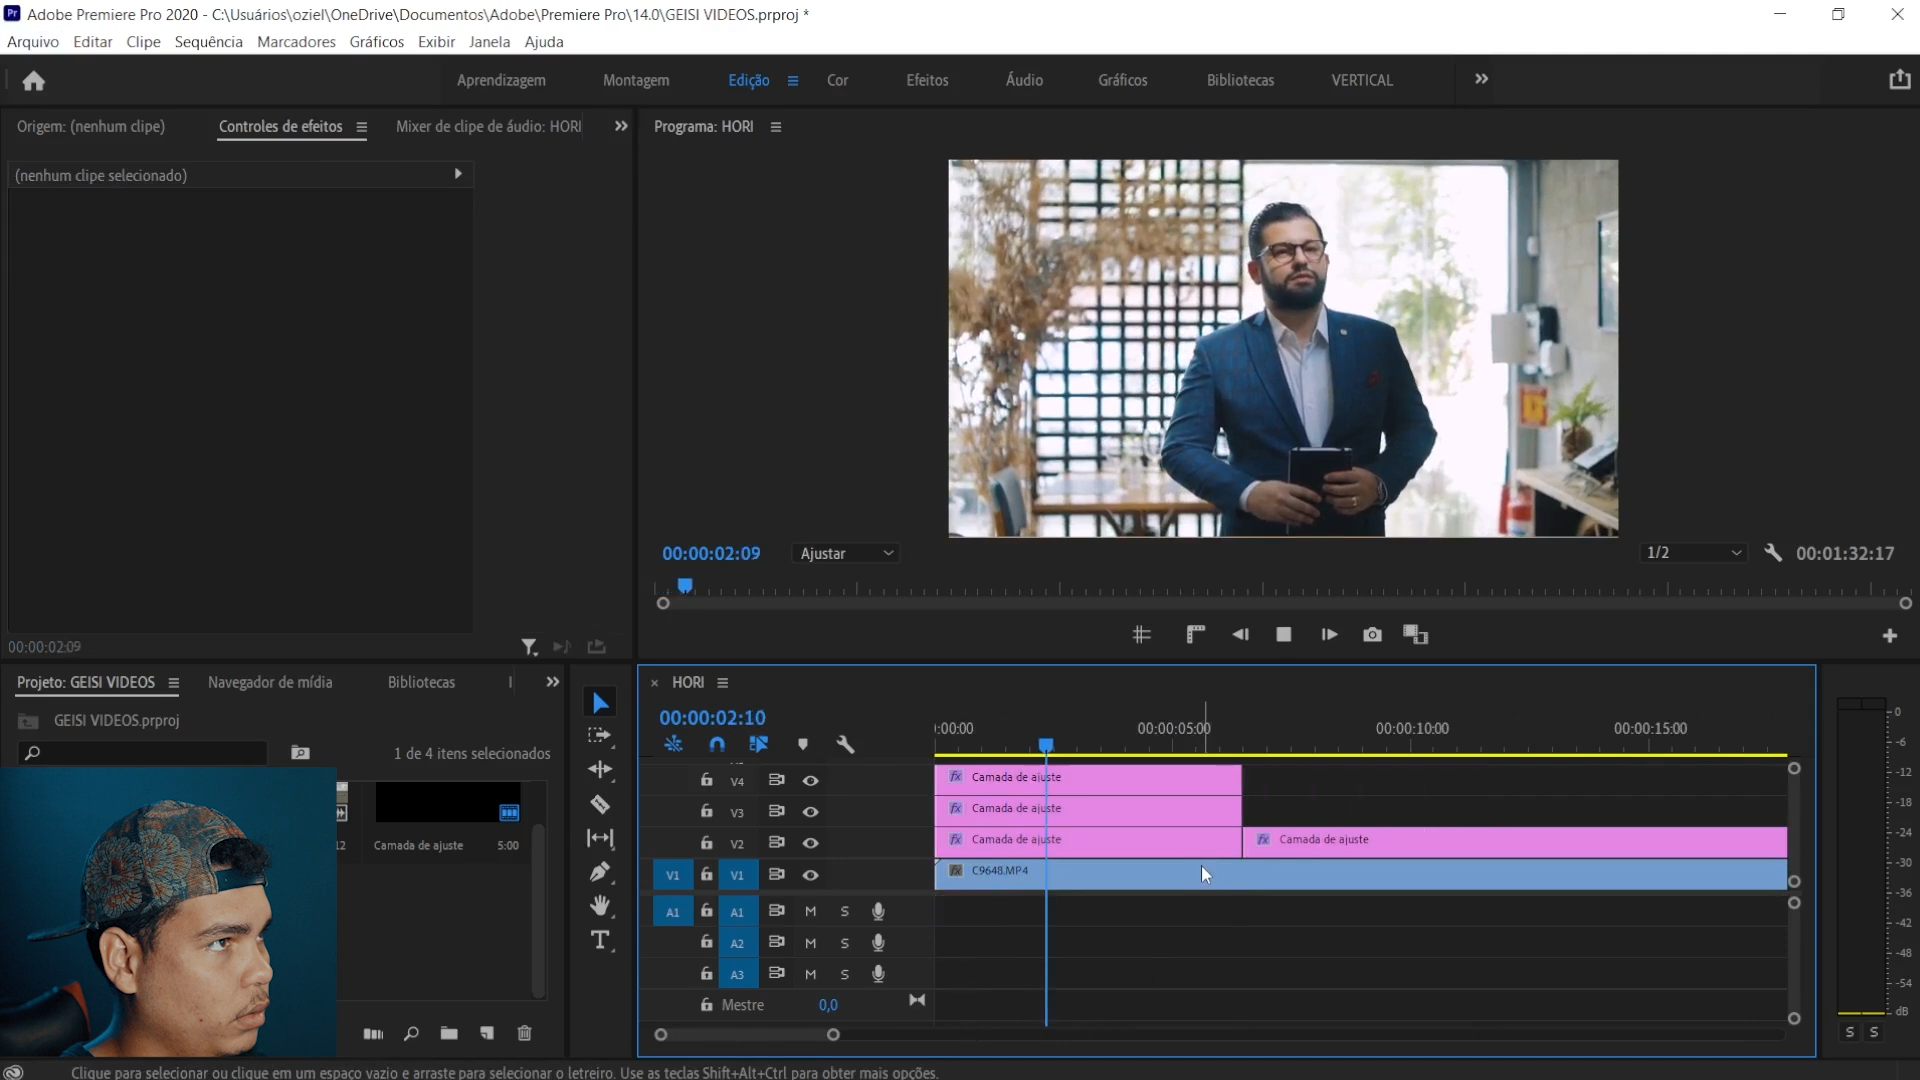 Pr Adobe Premiere Pro 2020 - C:\Usuários\oziel\OneDrive\Documentos\Adobe\Premiere Pro\14.0\GEISI VIDEOS.prproj *
Arquivo Editar Clipe Sequência Marcadores Gráficos Exibir Janela Ajuda
Aprendizagem Montagem Edição Cor Efeitos Áudio Gráficos Bibliotecas VERTICAL
Origem: (nenhum clipe) Controles de efeitos Mixer de clipe de áudio: HORI
Programa: HORI
(nenhum clipe selecionado)
00:00:02:09 Ajustar 1/2 00:01:32:17
00:00:02:09
Projeto: GEISI VIDEOS Navegador de mídia Bibliotecas
GEISI VIDEOS.prproj
1 de 4 itens selecionados
12 Camada de ajuste 5:00
HORI
00:00:02:10
:00:00 00:00:05:00 00:00:10:00 00:00:15:00
V4 fx Camada de ajuste
V3 fx Camada de ajuste
V2 fx Camada de ajuste fx Camada de ajuste
V1 V1 fx C9648.MP4
A1 A1 M S
A2 M S
A3 M S
Mestre 0,0
0
-6
-12
-18
-24
-30
-36
-42
-48
-54
dB
S S
Clique para selecionar ou clique em um espaço vazio e arraste para selecionar o letreiro. Use as teclas Shift+Alt+Ctrl para obter mais opções.